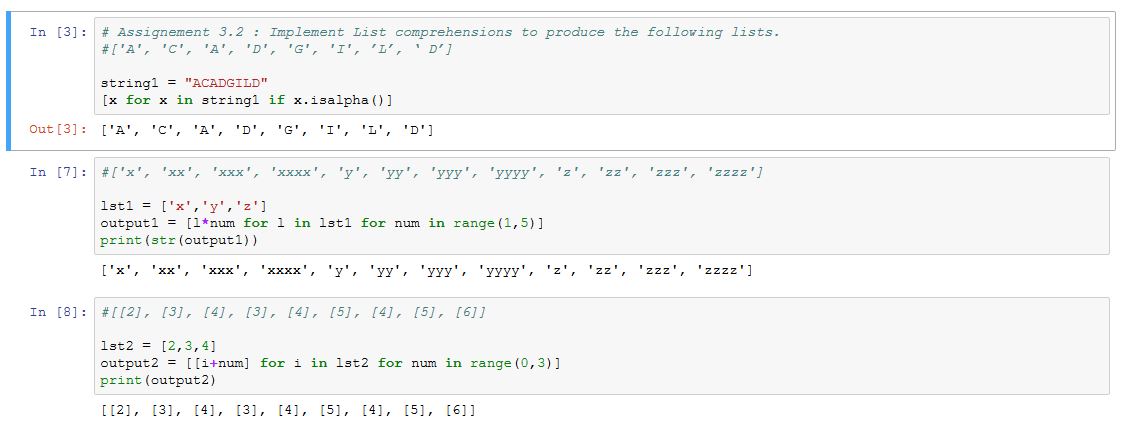 In [3]: # Assignement 3.2 : Implement List comprehensions to produce the following lists.
#['A', 'C', 'A', 'D', 'G', 'I', ’L’, ‘ D’]
string1 = "ACADGILD"
[x for x in string1 if x.isalpha()]
Out[3]: ['A', 'C', 'A', 'D', 'G', 'I', 'L', 'D']
In [7]: #['x', 'xx', 'xxx', 'xxxx', 'y', 'yy', 'yyy', 'yyyy', 'z', 'zz', 'zzz', 'zzzz']
lst1 = ['x','y','z']
output1 = [l*num for l in lst1 for num in range(1,5)]
print(str(output1))
['x', 'xx', 'xxx', 'xxxx', 'y', 'yy', 'yyy', 'yyyy', 'z', 'zz', 'zzz', 'zzzz']
In [8]: #[[2], [3], [4], [3], [4], [5], [4], [5], [6]]
lst2 = [2,3,4]
output2 = [[i+num] for i in lst2 for num in range(0,3)]
print(output2)
[[2], [3], [4], [3], [4], [5], [4], [5], [6]]